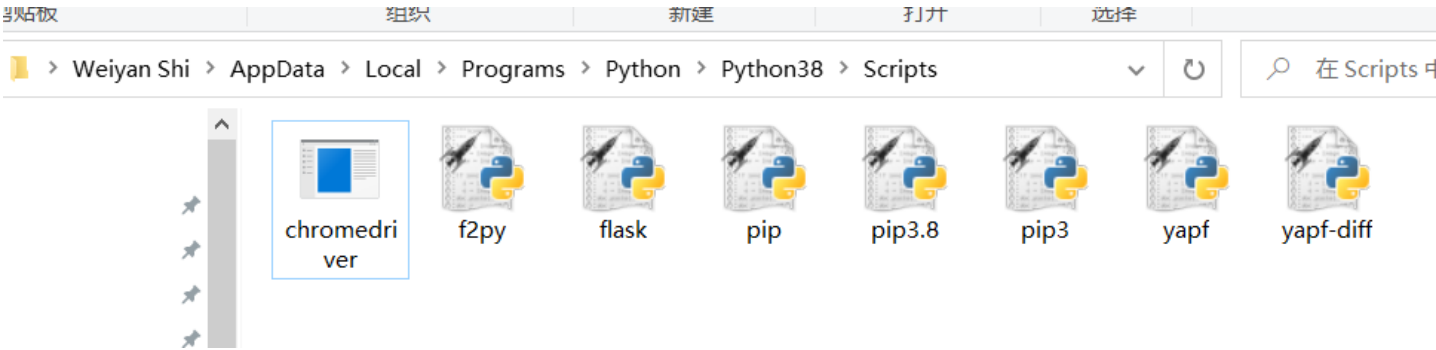 剪贴板 组织 新建 打开 选择
Weiyan Shi > AppData > Local > Programs > Python > Python38 > Scripts
在 Scripts 中
chromedri
ver
f2py
flask
pip
pip3.8
pip3
yapf
yapf-diff